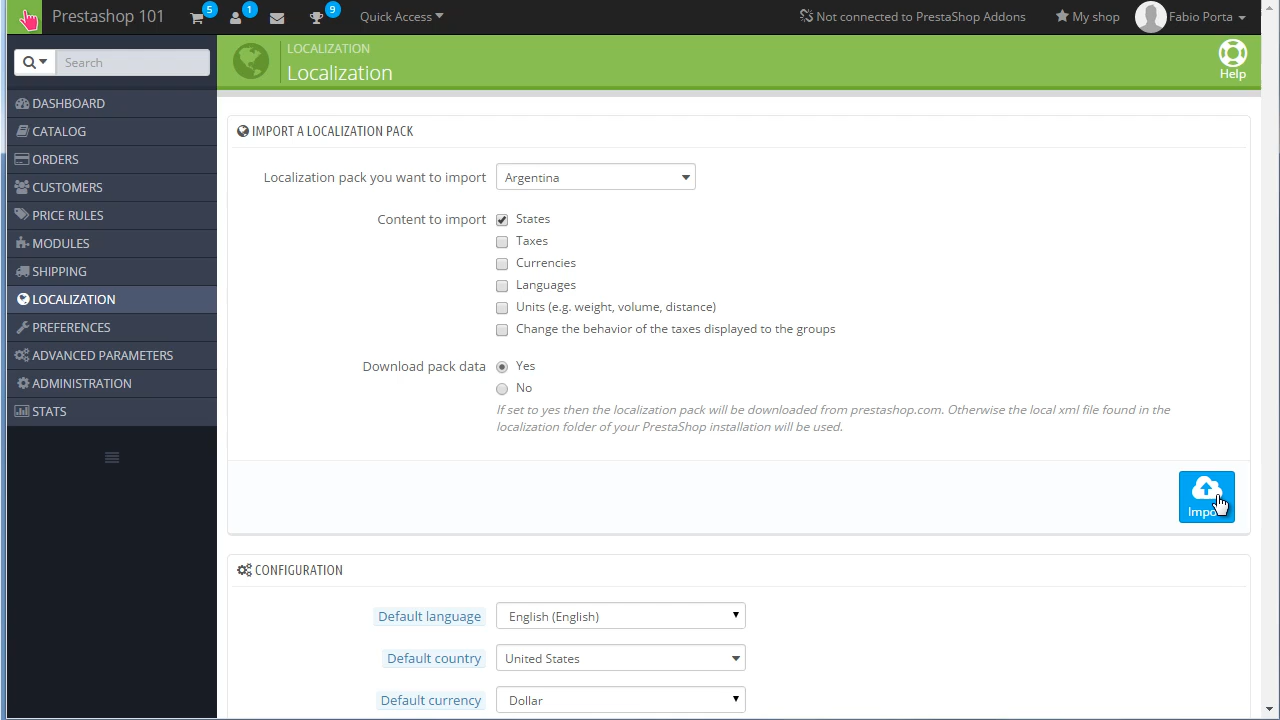 Prestashop 101
5
1
9
Quick Access
Not connected to PrestaShop Addons
My shop
Fabio Porta
Search
LOCALIZATION
Localization
Help
DASHBOARD
CATALOG
ORDERS
CUSTOMERS
PRICE RULES
MODULES
SHIPPING
LOCALIZATION
PREFERENCES
ADVANCED PARAMETERS
ADMINISTRATION
STATS
IMPORT A LOCALIZATION PACK
Localization pack you want to import
Argentina
Content to import
States
Taxes
Currencies
Languages
Units (e.g. weight, volume, distance)
Change the behavior of the taxes displayed to the groups
Download pack data
Yes
No
If set to yes then the localization pack will be downloaded from prestashop.com. Otherwise the local xml file found in the
localization folder of your PrestaShop installation will be used.
Import
CONFIGURATION
Default language
English (English)
Default country
United States
Default currency
Dollar